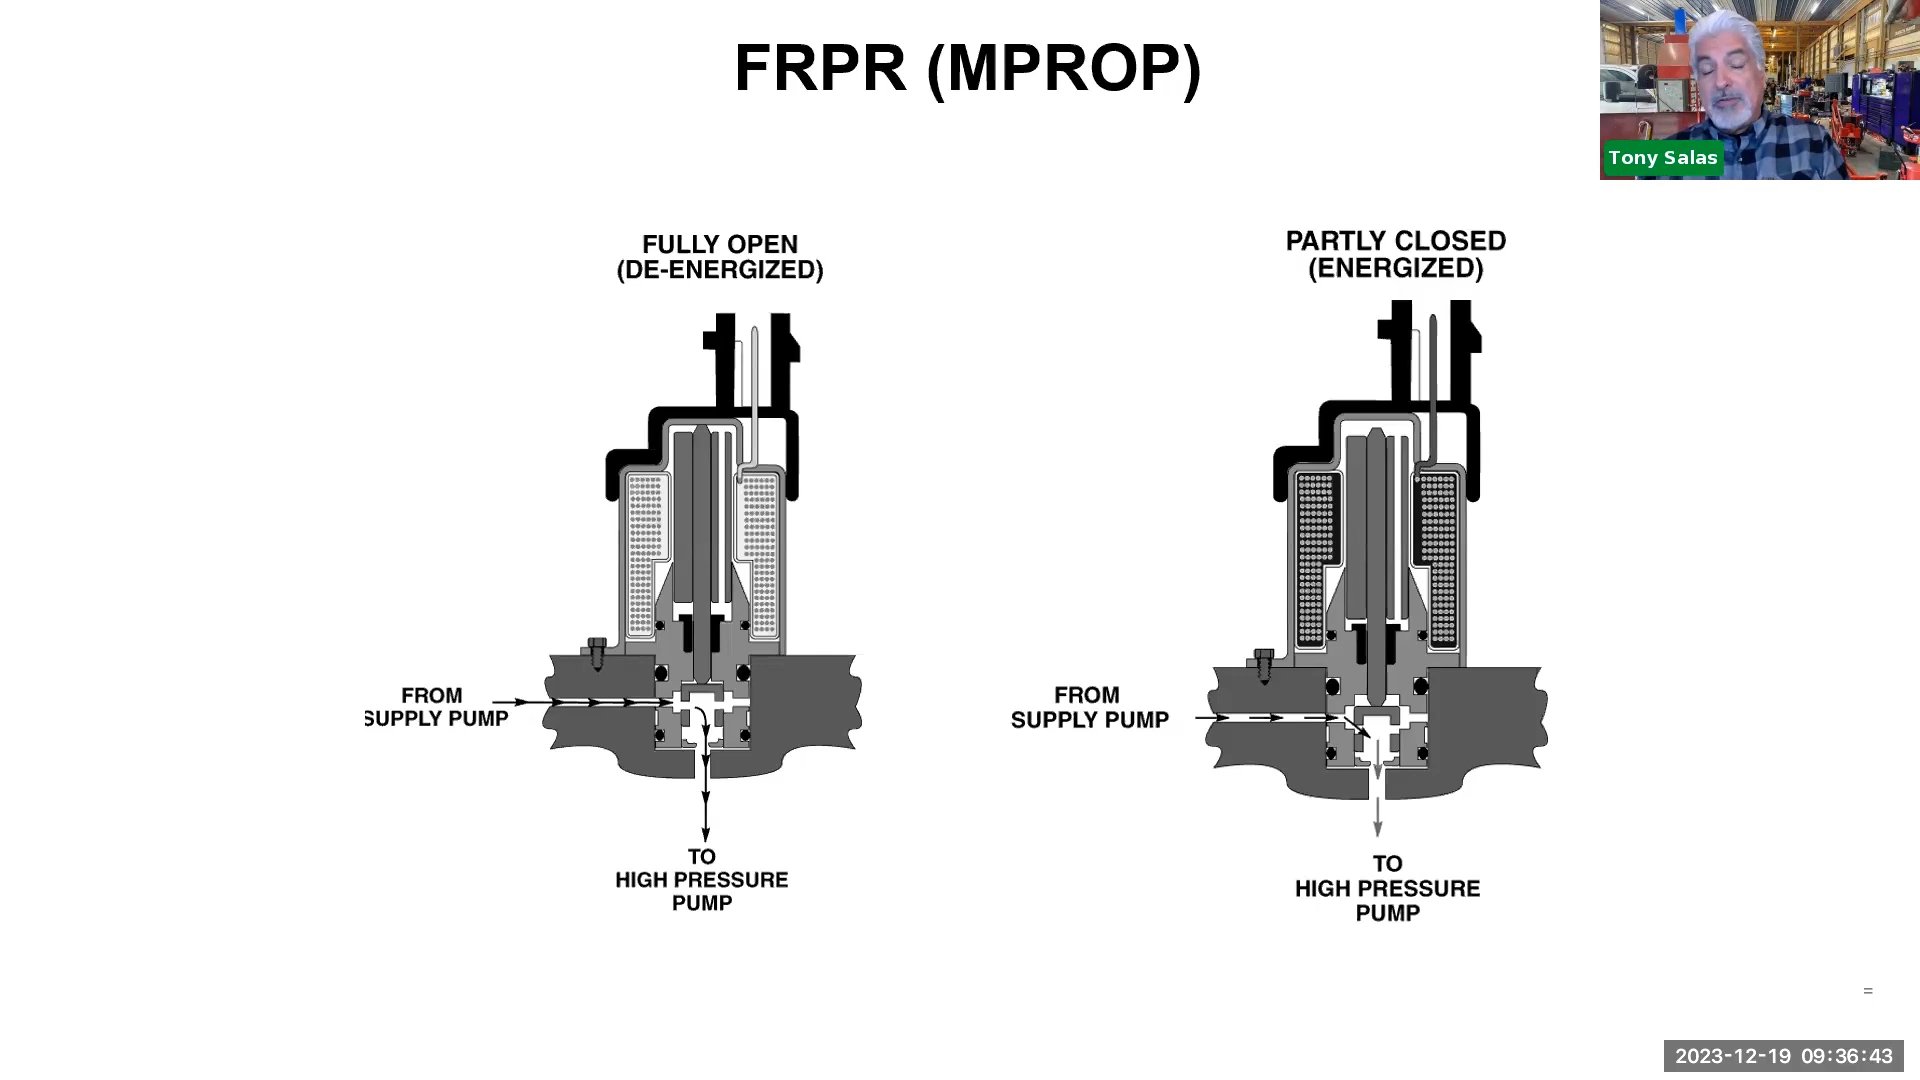 FRPR (MPROP)
Tony Salas
FULLY OPEN
(DE-ENERGIZED)
FROM
SUPPLY PUMP
TO
HIGH PRESSURE
PUMP
PARTLY CLOSED
(ENERGIZED)
FROM
SUPPLY PUMP
TO
HIGH PRESSURE
PUMP
=
2023-12-19 09:36:43